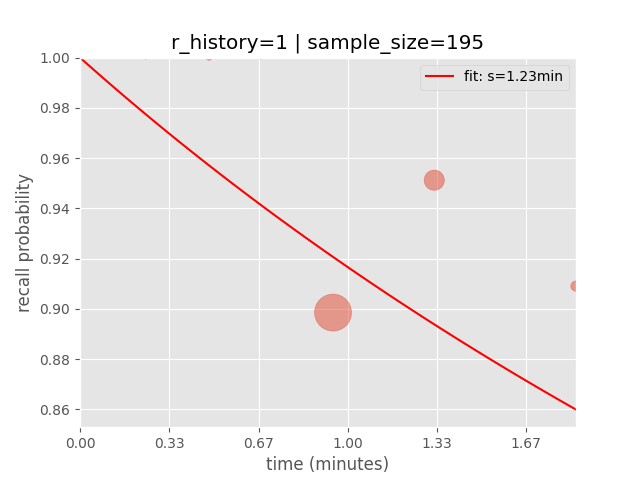 r_history=1 | sample_size=195
fit: s=1.23min
recall probability
1.00
0.98
0.96
0.94
0.92
0.90
0.88
0.86
0.00 0.33 0.67 1.00 1.33 1.67
time (minutes)